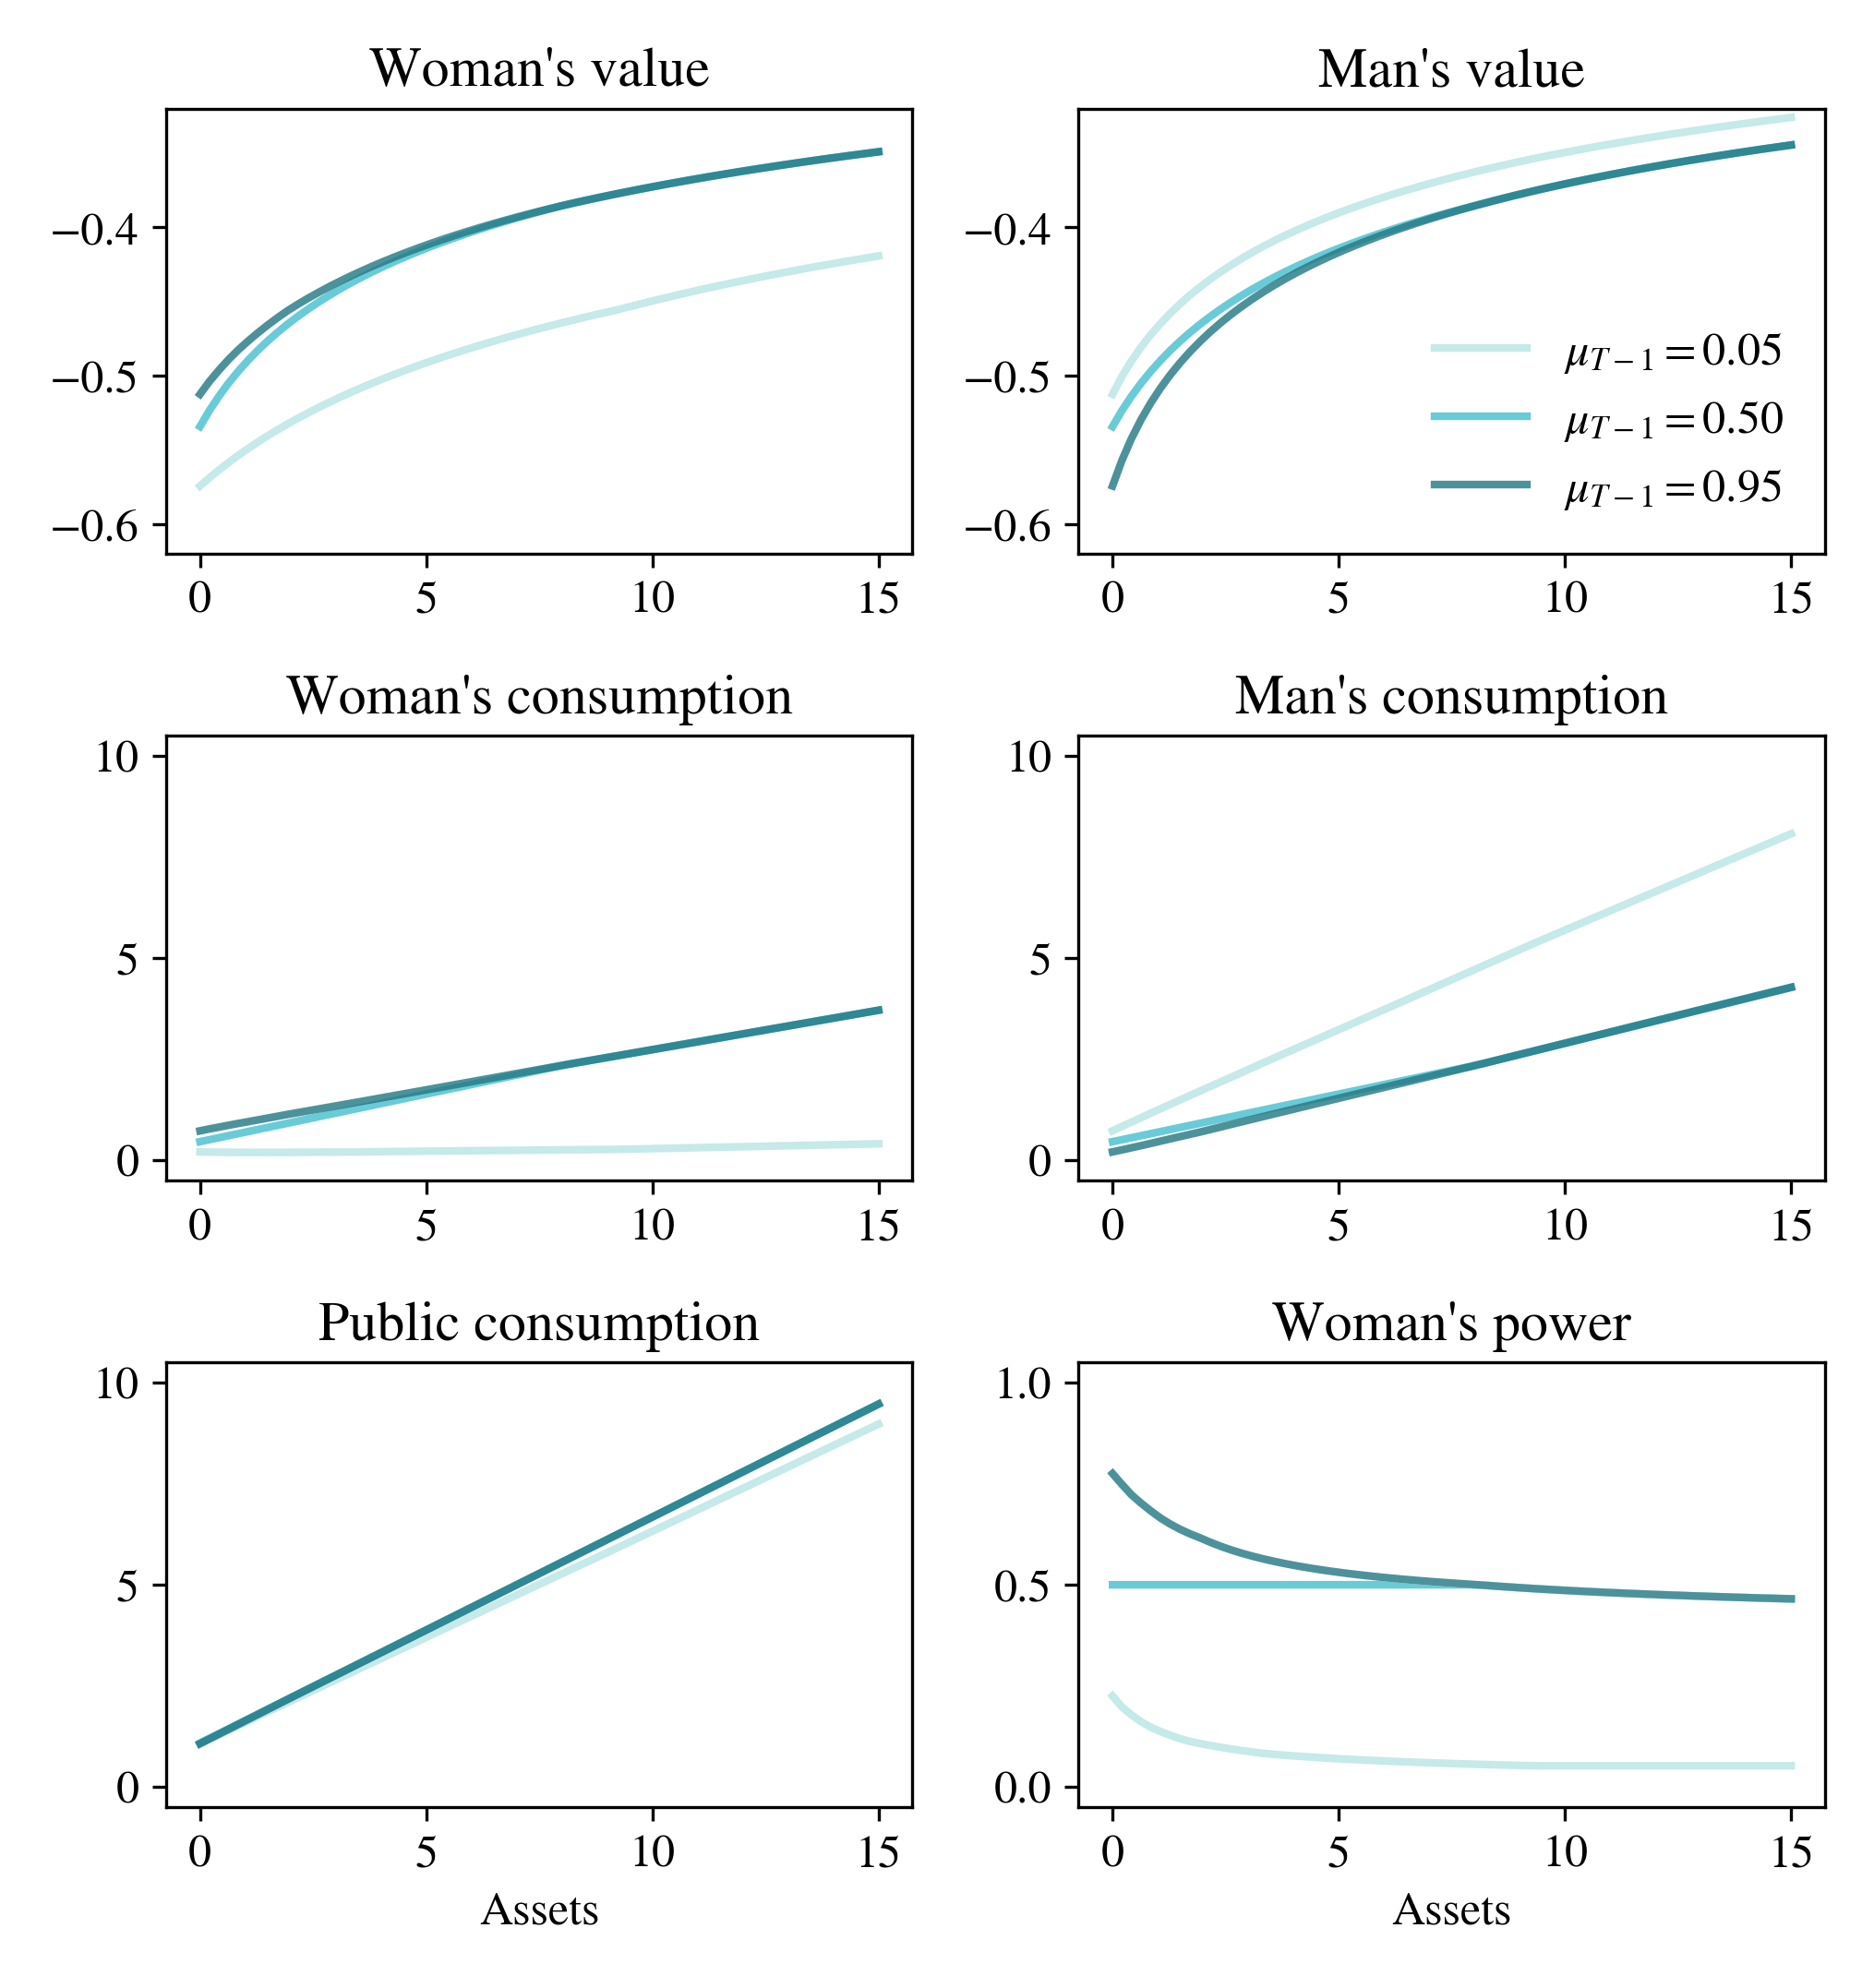 Woman's value
−0.4
−0.5
−0.6
0 5 10 15
Man's value
−0.4
−0.5
−0.6
0 5 10 15
μT−1 = 0.05
μT−1 = 0.50
μT−1 = 0.95
Woman's consumption
10
5
0
0 5 10 15
Man's consumption
10
5
0
0 5 10 15
Public consumption
10
5
0
0 5 10 15
Assets
Woman's power
1.0
0.5
0.0
0 5 10 15
Assets